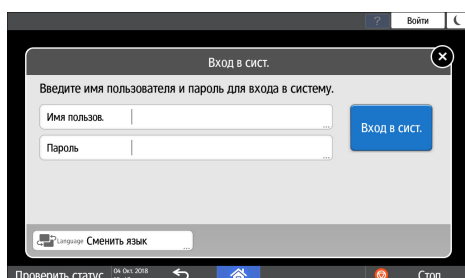 ? Войти
Вход в сист.
Введите имя пользователя и пароль для входа в систему.
Имя пользов.
...
Вход в сист.
Пароль
...
Language Сменить язык
...
Проверить статус
04 Окт. 2018
Стоп